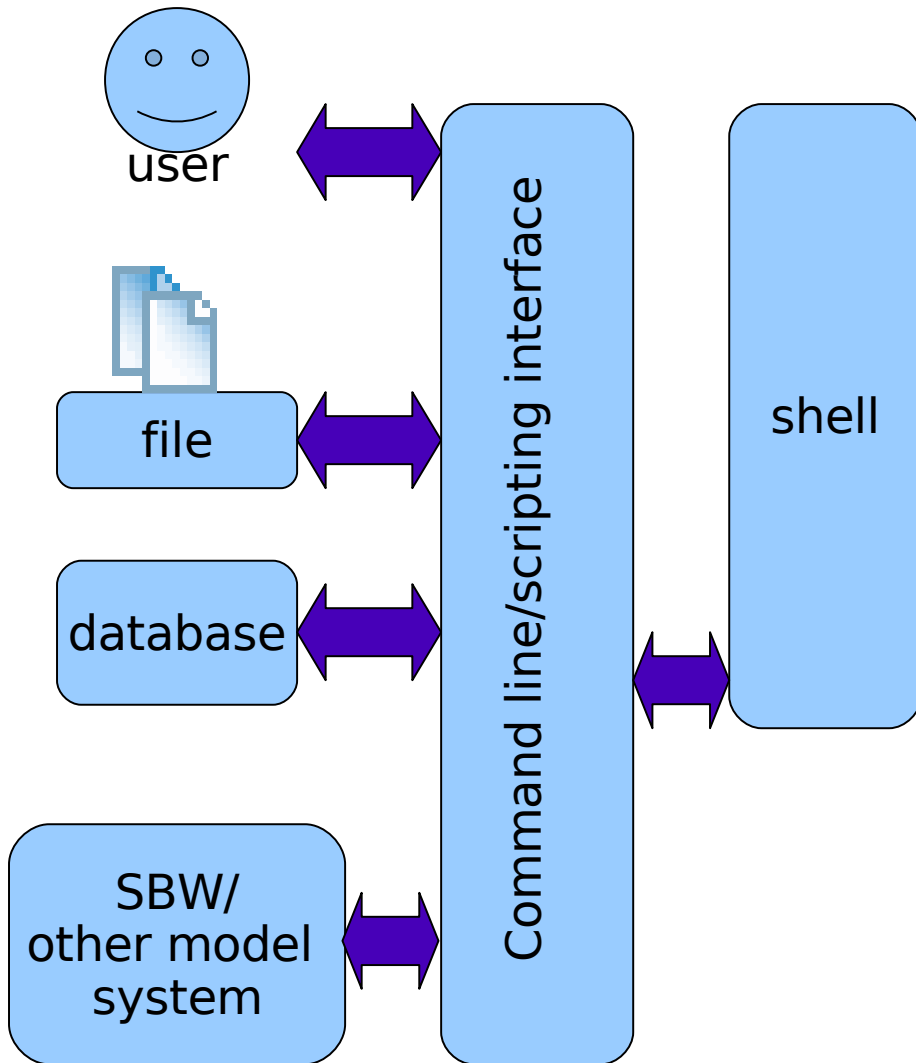 user
file
database
SBW/
other model
system
Command line/scripting interface
shell